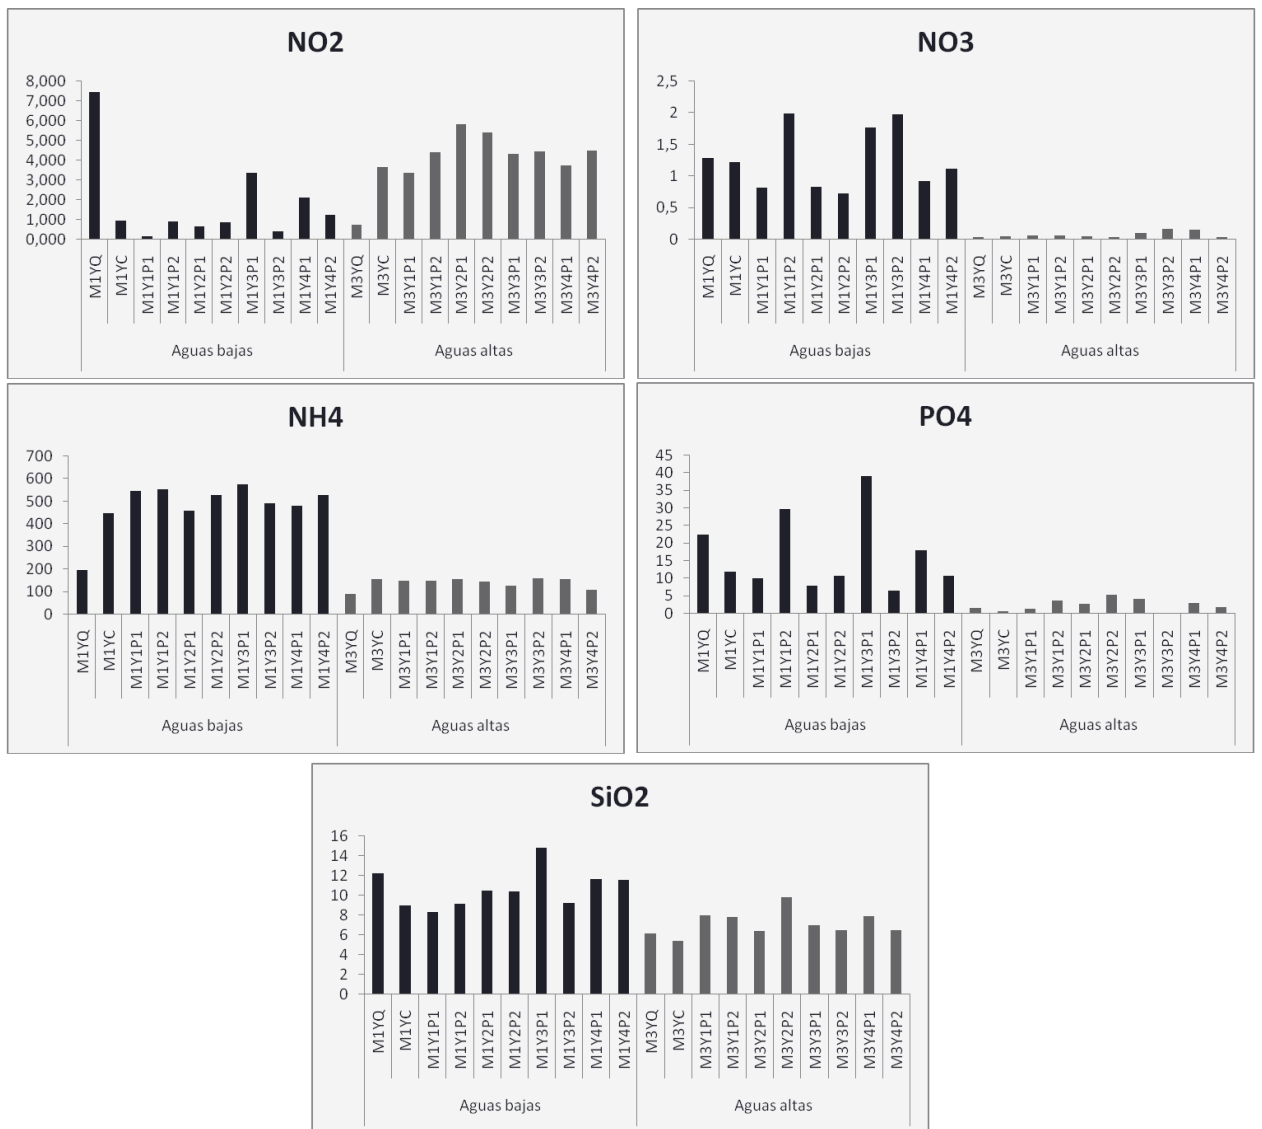 NO2
8,000
7,000
6,000
5,000
4,000
3,000
2,000
1,000
0,000
M1YQ M1YC M1Y1P1 M1Y1P2 M1Y2P1 M1Y2P2 M1Y3P1 M1Y3P2 M1Y4P1 M1Y4P2 M3YQ M3YC M3Y1P1 M3Y1P2 M3Y2P1 M3Y2P2 M3Y3P1 M3Y3P2 M3Y4P1 M3Y4P2
Aguas bajas Aguas altas
NO3
2,5
2
1,5
1
0,5
0
M1YQ M1YC M1Y1P1 M1Y1P2 M1Y2P1 M1Y2P2 M1Y3P1 M1Y3P2 M1Y4P1 M1Y4P2 M3YQ M3YC M3Y1P1 M3Y1P2 M3Y2P1 M3Y2P2 M3Y3P1 M3Y3P2 M3Y4P1 M3Y4P2
Aguas bajas Aguas altas
NH4
700
600
500
400
300
200
100
0
M1YQ M1YC M1Y1P1 M1Y1P2 M1Y2P1 M1Y2P2 M1Y3P1 M1Y3P2 M1Y4P1 M1Y4P2 M3YQ M3YC M3Y1P1 M3Y1P2 M3Y2P1 M3Y2P2 M3Y3P1 M3Y3P2 M3Y4P1 M3Y4P2
Aguas bajas Aguas altas
PO4
45
40
35
30
25
20
15
10
5
0
M1YQ M1YC M1Y1P1 M1Y1P2 M1Y2P1 M1Y2P2 M1Y3P1 M1Y3P2 M1Y4P1 M1Y4P2 M3YQ M3YC M3Y1P1 M3Y1P2 M3Y2P1 M3Y2P2 M3Y3P1 M3Y3P2 M3Y4P1 M3Y4P2
Aguas bajas Aguas altas
SiO2
16
14
12
10
8
6
4
2
0
M1YQ M1YC M1Y1P1 M1Y1P2 M1Y2P1 M1Y2P2 M1Y3P1 M1Y3P2 M1Y4P1 M1Y4P2 M3YQ M3YC M3Y1P1 M3Y1P2 M3Y2P1 M3Y2P2 M3Y3P1 M3Y3P2 M3Y4P1 M3Y4P2
Aguas bajas Aguas altas